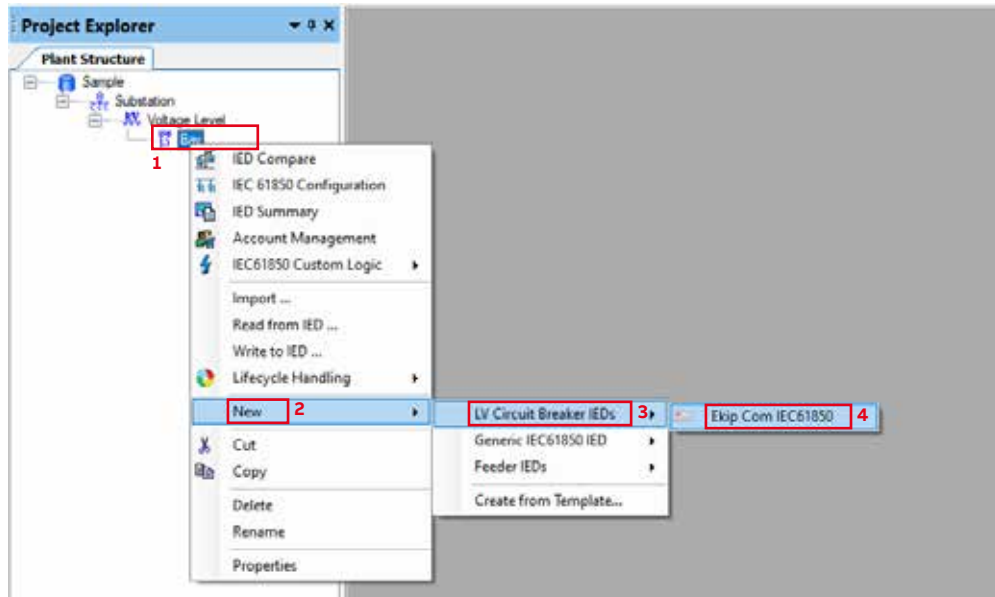 Project Explorer
Plant Structure
Sample
Substation
Voltage Level
Bay
1
IED Compare
IEC 61850 Configuration
IED Summary
Account Management
IEC61850 Custom Logic
Import ...
Read from IED ...
Write to IED ...
Lifecycle Handling
New 2
LV Circuit Breaker IEDs 3
Ekip Com IEC61850 4
Generic IEC61850 IED
Feeder IEDs
Create from Template...
Cut
Copy
Delete
Rename
Properties